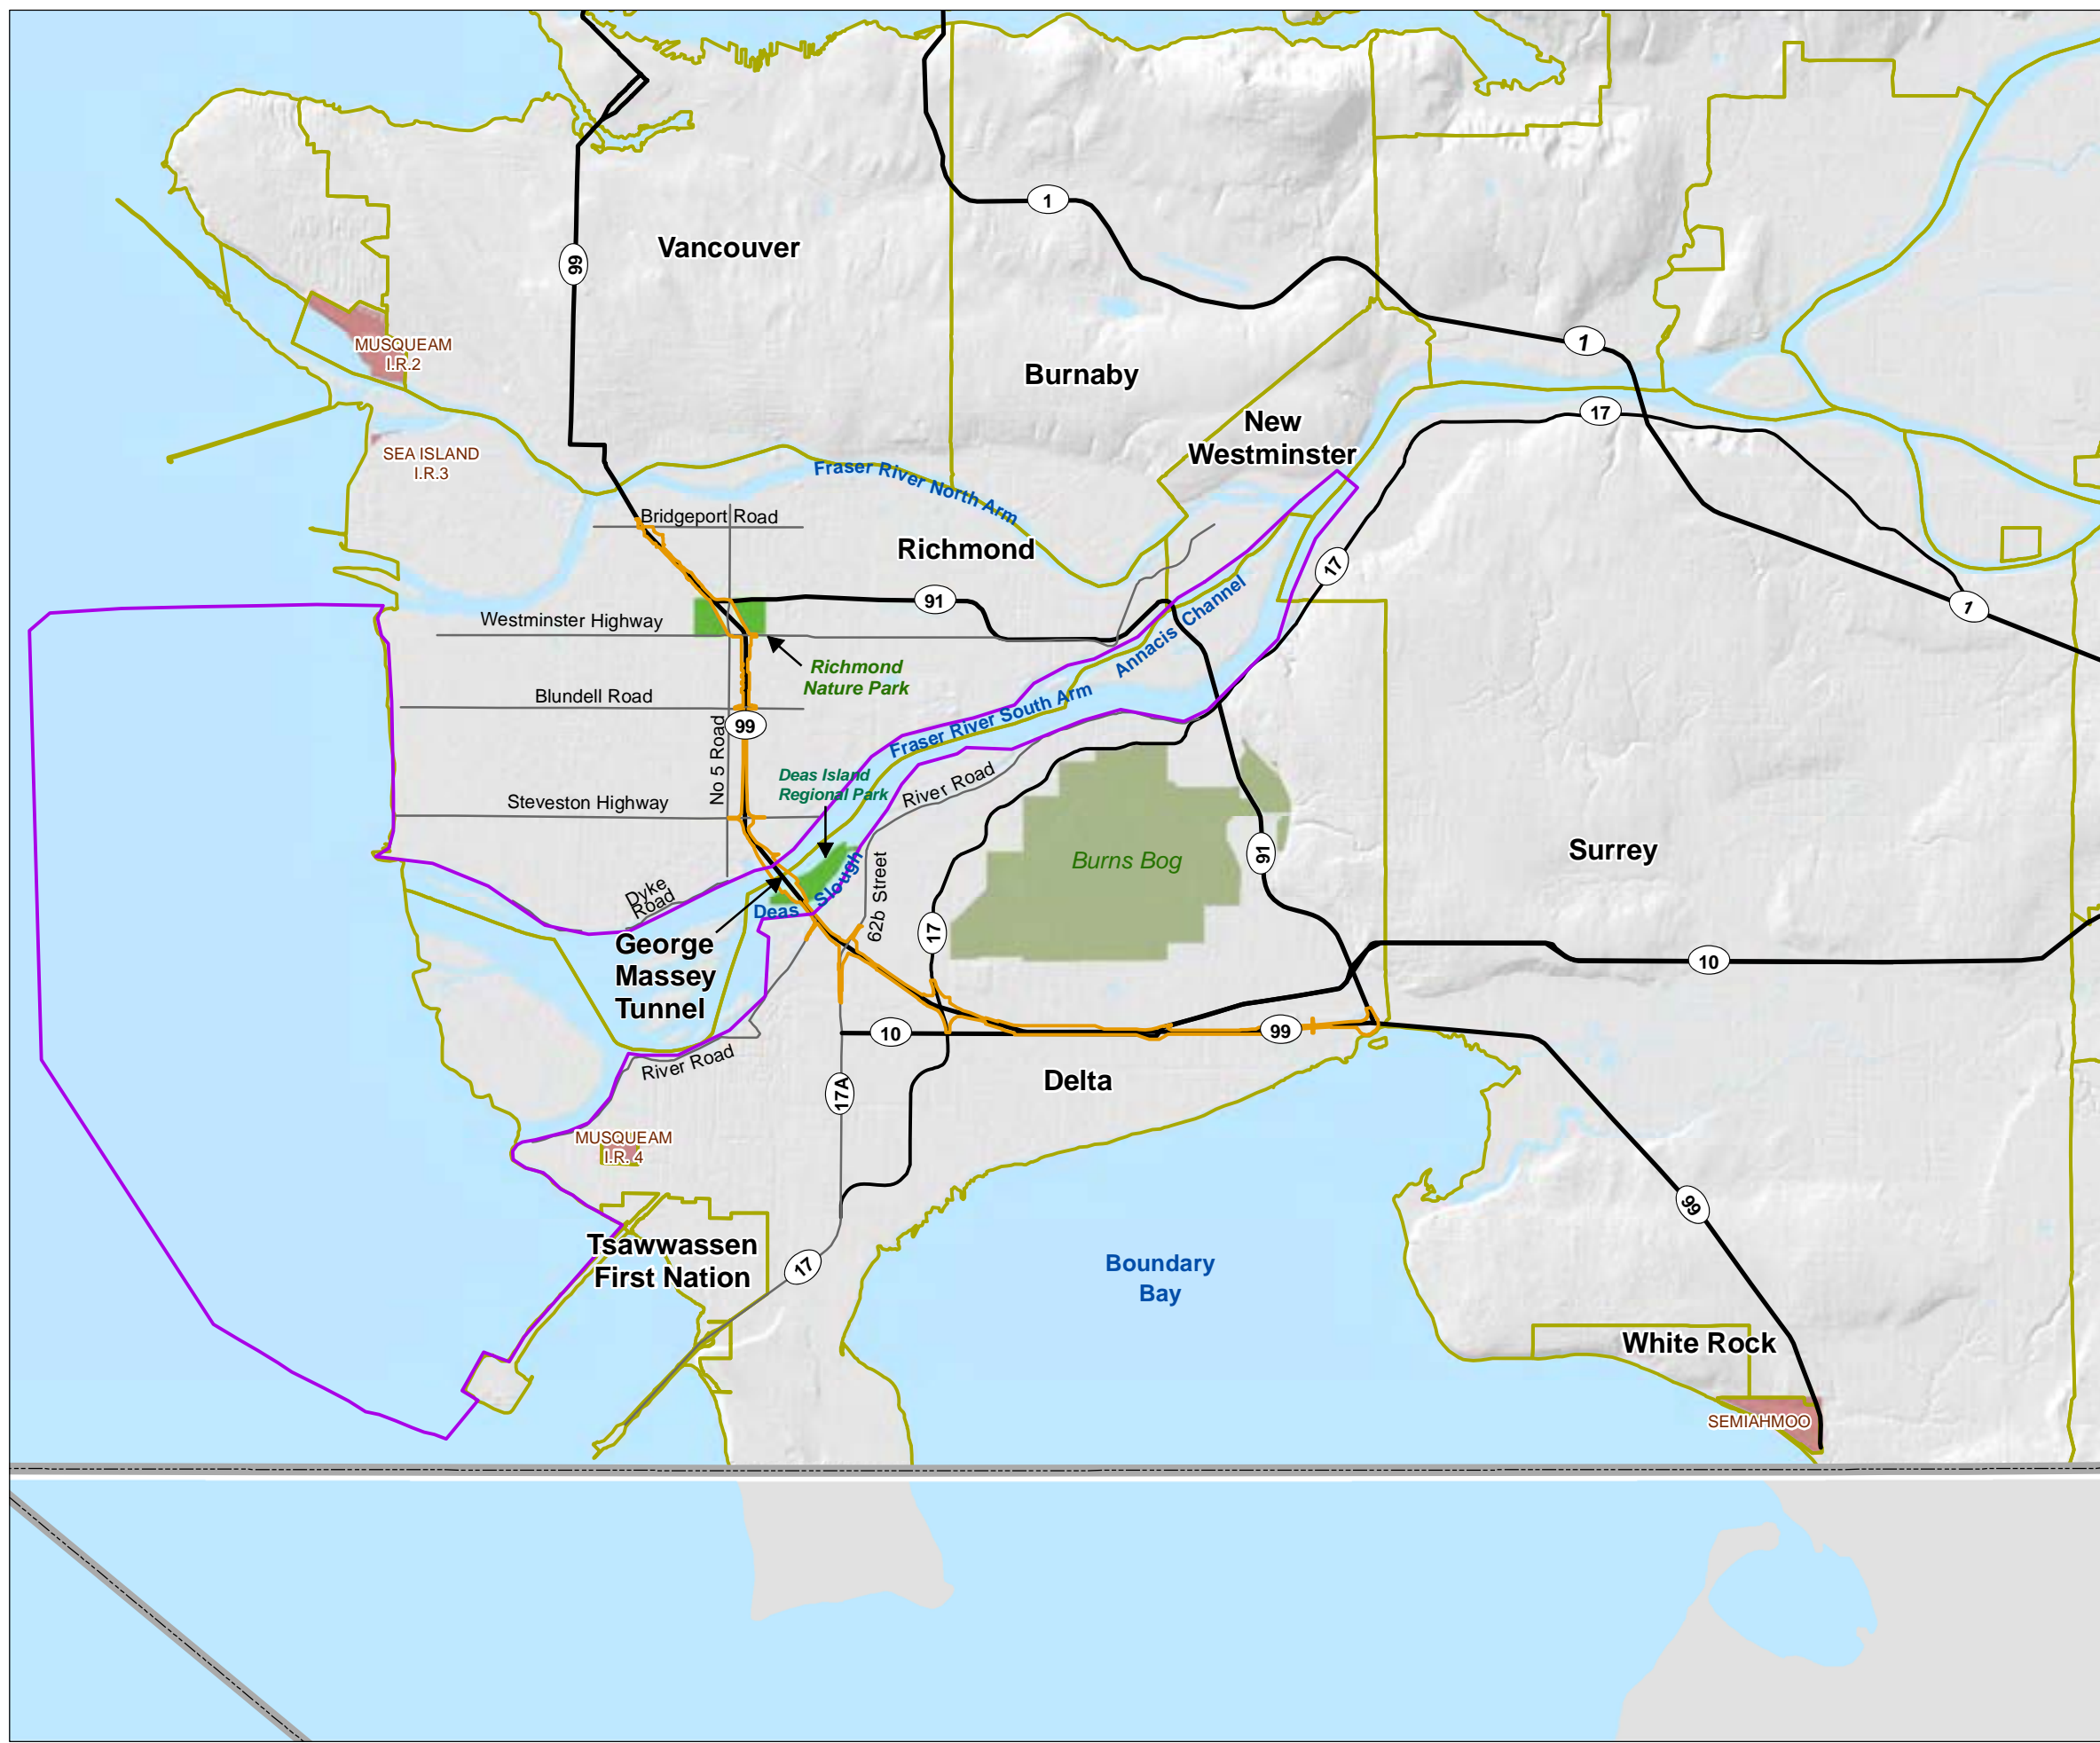 1
Vancouver
99
1
MUSQUEAM
I.R.2
Burnaby
17
New
Westminster
SEA ISLAND
I.R.3
Fraser River North Arm
Bridgeport Road
Richmond
17
91
1
Westminster Highway
Annacis Channel
Richmond
Nature Park
Blundell Road
Fraser River South Arm
99
No 5 Road
Deas Island
Regional Park
River Road
Steveston Highway
Surrey
Burns Bog
91
Dyke
Road
Deas Slough
62b Street
17
George
Massey
Tunnel
10
10
99
River Road
Delta
17A
MUSQUEAM
I.R. 4
99
Tsawwassen
First Nation
17
Boundary
Bay
White Rock
SEMIAHMOO